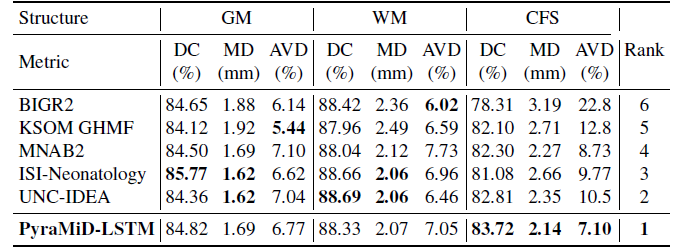 Structure GM WM CFS
Metric DC MD AVD DC MD AVD DC MD AVD Rank
(%) (mm) (%) (%) (mm) (%) (%) (mm) (%)
BIGR2 84.65 1.88 6.14 88.42 2.36 6.02 78.31 3.19 22.8 6
KSOM GHMF 84.12 1.92 5.44 87.96 2.49 6.59 82.10 2.71 12.8 5
MNAB2 84.50 1.69 7.10 88.04 2.12 7.73 82.30 2.27 8.73 4
ISI-Neonatology 85.77 1.62 6.62 88.66 2.06 6.96 81.08 2.66 9.77 3
UNC-IDEA 84.36 1.62 7.04 88.69 2.06 6.46 82.81 2.35 10.5 2
PyraMiD-LSTM 84.82 1.69 6.77 88.33 2.07 7.05 83.72 2.14 7.10 1